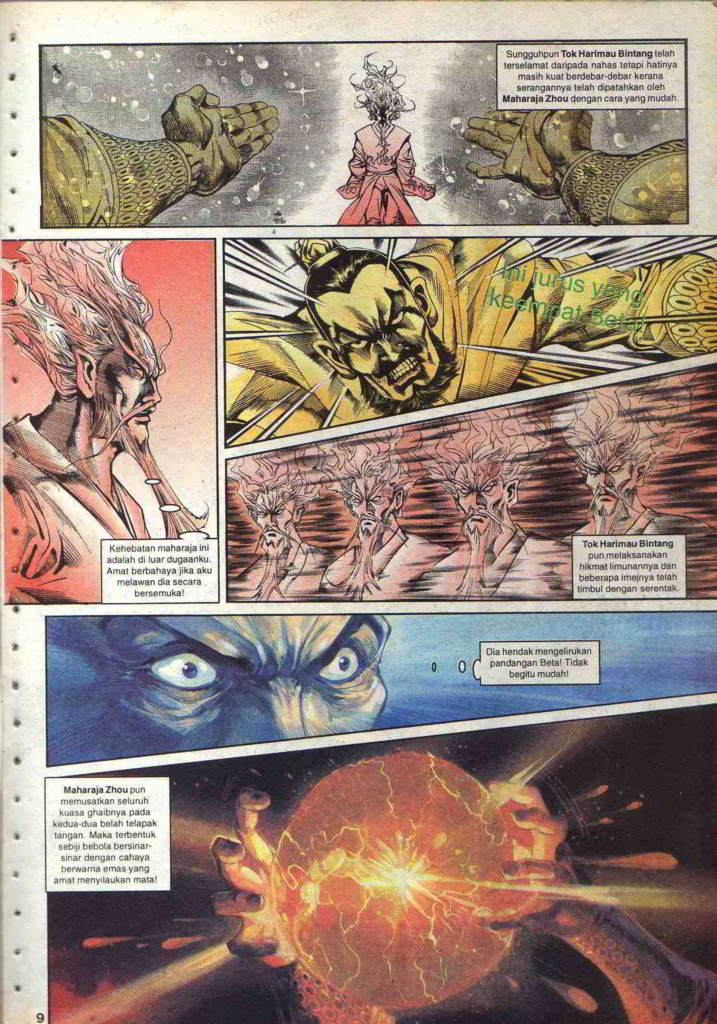 Sungguhpun Tok Harimau Bintang telah
terselamat daripada nahas tetapi hatinya
masih kuat berdebar-debar kerana
serangannya telah dipatahkan oleh
Maharaja Zhou dengan cara yang mudah.
Ini jurus yang
keempat Beta!
Kehebatan maharaja ini
adalah di luar dugaanku.
Amat berbahaya jika aku
melawan dia secara
bersemuka!
Tok Harimau Bintang
pun melaksanakan
hikmat limunannya dan
beberapa imejnya telah
timbul dengan serentak.
Dia hendak mengelirukan
pandangan Beta! Tidak
begitu mudah!
Maharaja Zhou pun
memusatkan seluruh
kuasa ghaibnya pada
kedua-dua belah telapak
tangan. Maka terbentuk
sebiji bebola bersinar-
sinar dengan cahaya
berwarna emas yang
amat menyilaukan mata!
9